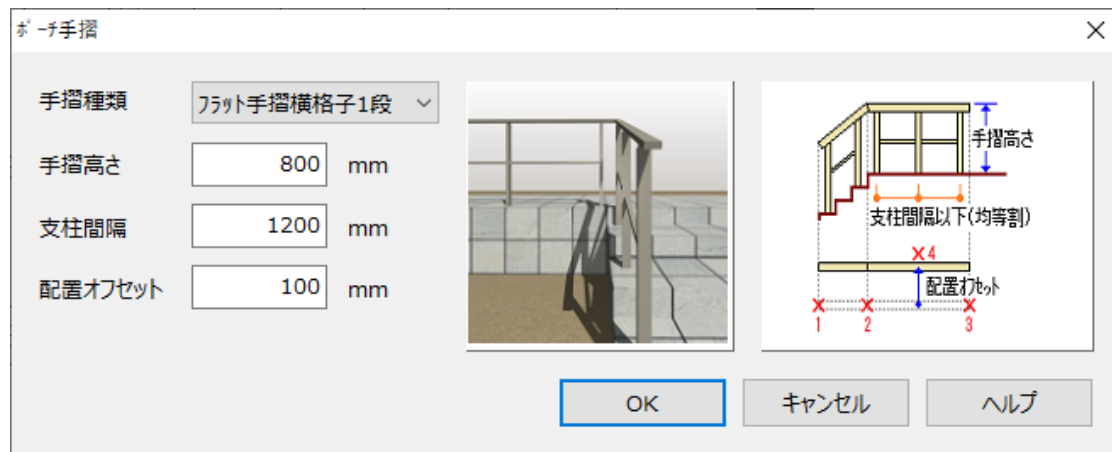 ﾎﾟｰﾁ手摺
手摺種類
ﾌﾗｯﾄ手摺横格子1段
手摺高さ
800 mm
支柱間隔
1200 mm
配置オフセット
100 mm
手摺高さ
支柱間隔以下(均等割)
×4
配置ｵﾌｾｯﾄ
1 2 3
OK
キャンセル
ヘルプ